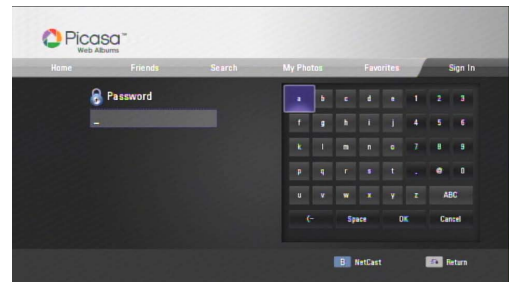 Picasa™
Web Albums
Home Friends Search My Photos Favorites Sign In
Password
a b c d e 1 2 3
f g h i j 4 5 6
k l m n o 7 8 9
p q r s t . @ 0
u v w x y z ABC
<- Space OK Cancel
B NetCast Return